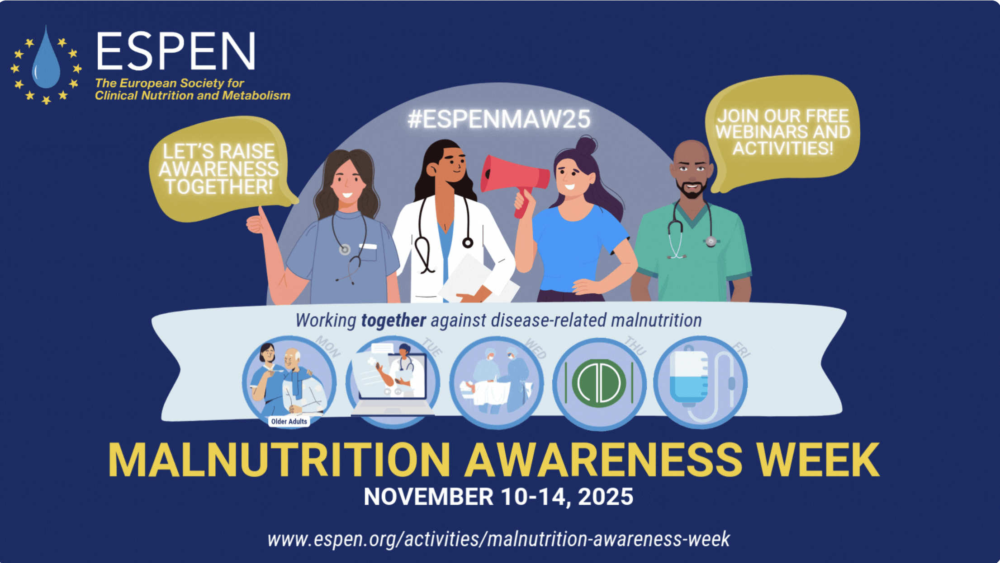 ESPEN
The European Society for
Clinical Nutrition and Metabolism
#ESPENMAW25
LET'S RAISE
AWARENESS
TOGETHER!
JOIN OUR FREE
WEBINARS AND
ACTIVITIES!
Working together against disease-related malnutrition
MON
TUE
WED
THU
FRI
Older Adults
MALNUTRITION AWARENESS WEEK
NOVEMBER 10-14, 2025
www.espen.org/activities/malnutrition-awareness-week